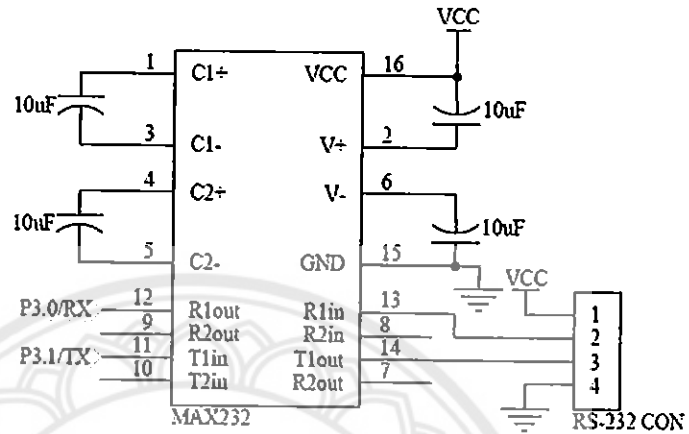 VCC
1 C1+ VCC 16
10uF 10uF
3 C1- V+ 2
4 C2+ V- 6
10uF 10uF
5 C2- GND 15
VCC
P3.0/RX 12 R1out R1in 13 1
9 R2out R2in 8 2
P3.1/TX 11 T1in T1out 14 3
10 T2in R2out 7 4
MAX232 RS-232 CON